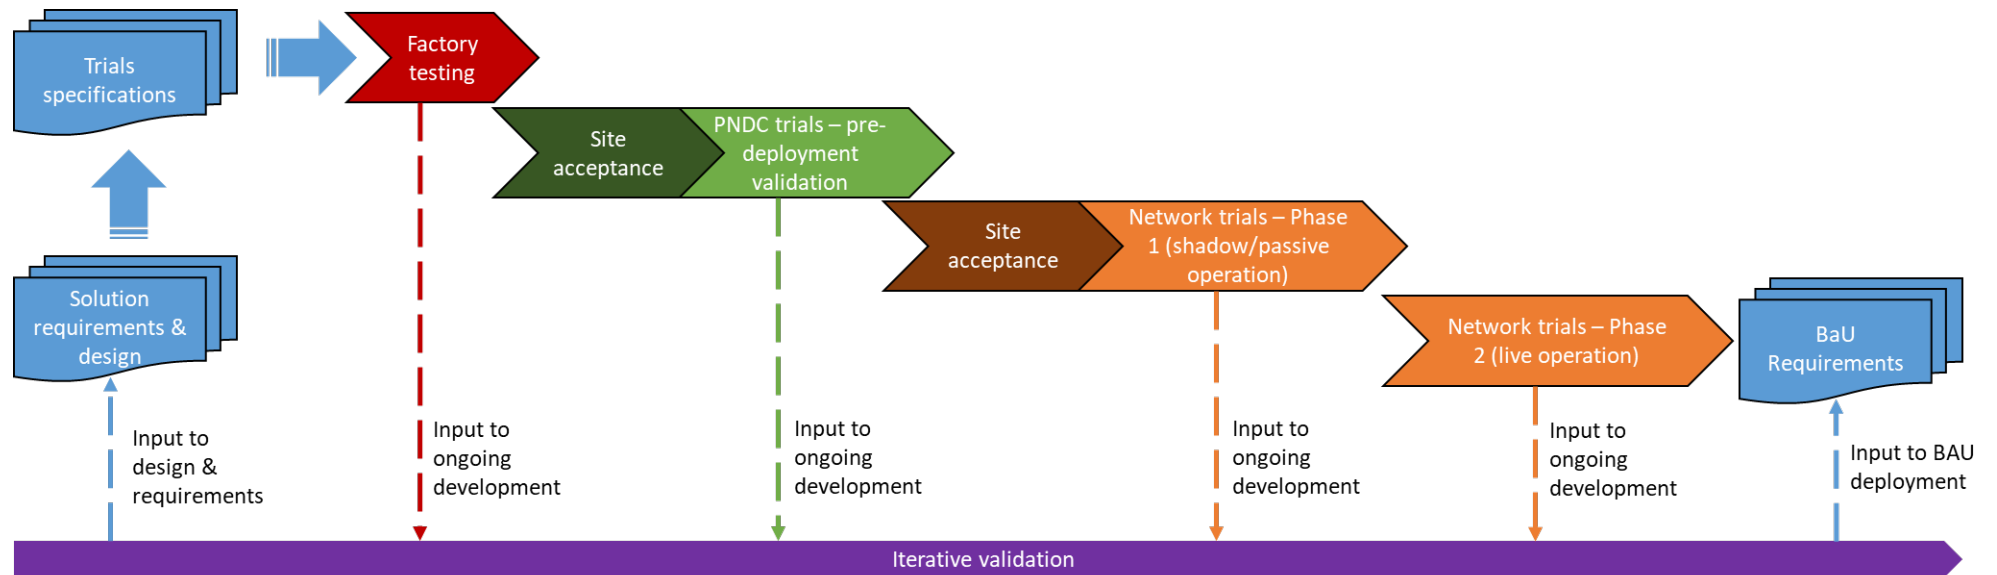 Trials
specifications
Factory
testing
Site
acceptance
PNDC trials – pre-
deployment
validation
Site
acceptance
Network trials – Phase
1 (shadow/passive
operation)
Solution
requirements &
design
Network trials – Phase
2 (live operation)
BaU
Requirements
Input to
design &
requirements
Input to
ongoing
development
Input to
ongoing
development
Input to
ongoing
development
Input to
ongoing
development
Input to BAU
deployment
Iterative validation